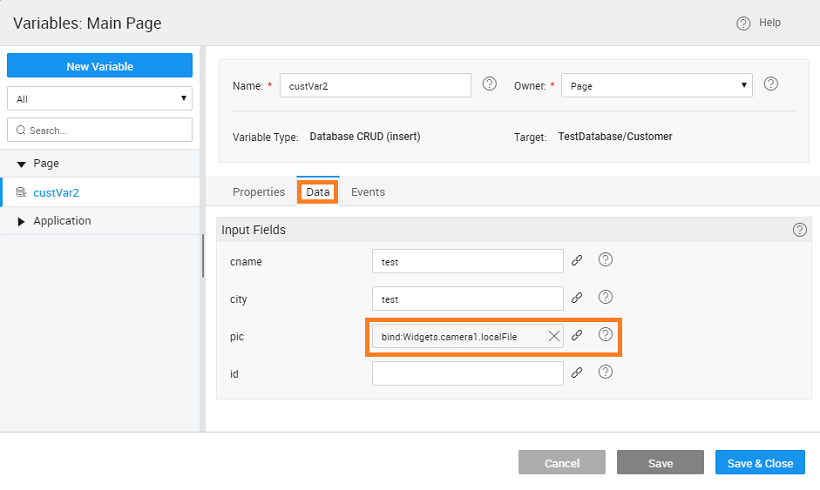 Variables: Main Page
Help
New Variable
All
Search...
Page
custVar2
Application
Name: * custVar2
Owner: * Page
Variable Type: Database CRUD (insert)
Target: TestDatabase/Customer
Properties Data Events
Input Fields
cname test
city test
pic bind:Widgets.camera1.localFile
id
Cancel Save Save & Close